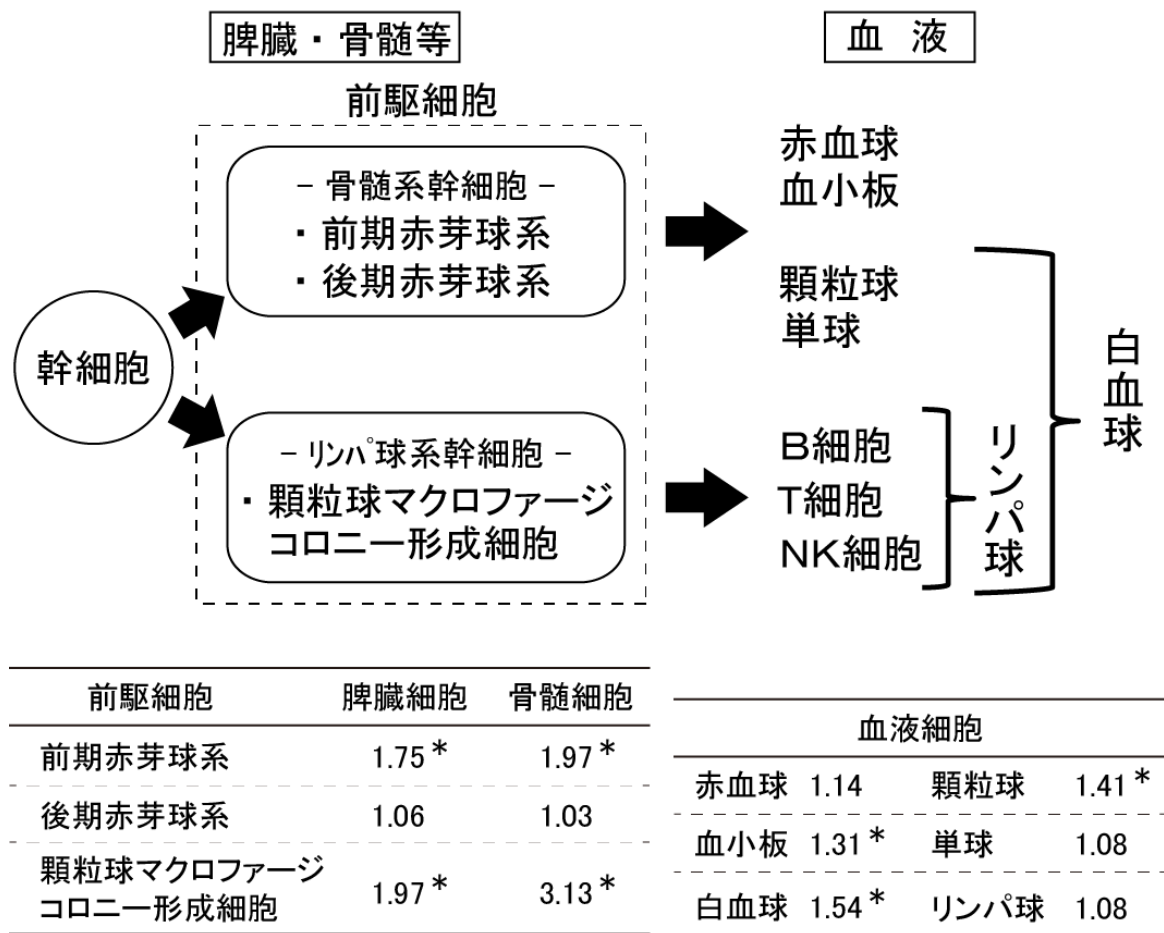 脾臓・骨髄等
血 液
前駆細胞
- 骨髄系幹細胞 -
・前期赤芽球系
・後期赤芽球系
幹細胞
- リンパ球系幹細胞 -
・顆粒球マクロファージ
コロニー形成細胞
赤血球
血小板
顆粒球
単球
B細胞
T細胞
NK細胞
リンパ球
白血球
前駆細胞 脾臓細胞 骨髄細胞
前期赤芽球系 1.75* 1.97*
後期赤芽球系 1.06 1.03
顆粒球マクロファージ
コロニー形成細胞 1.97* 3.13*
血液細胞
赤血球 1.14 顆粒球 1.41*
血小板 1.31* 単球 1.08
白血球 1.54* リンパ球 1.08